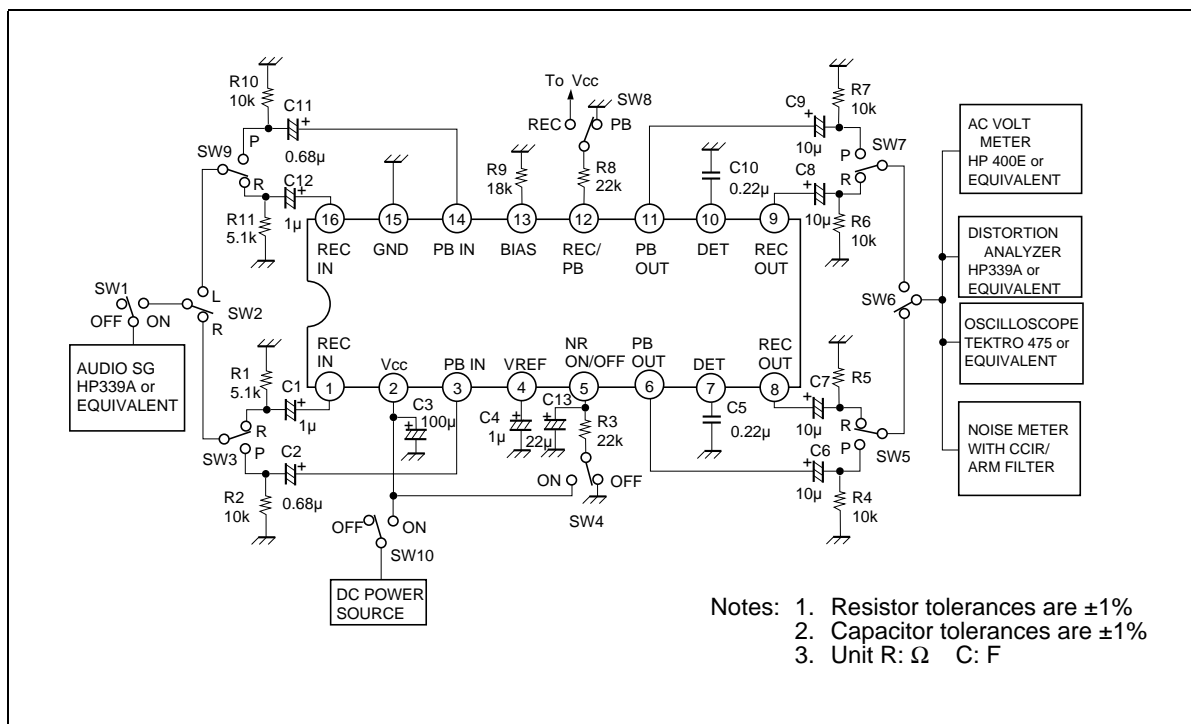 R10
10k
C11
+
0.68µ
To Vcc
REC
PB
SW8
C9
+
10µ
R7
10k
SW9
P
R
C12
+
1µ
R11
5.1k
R9
18k
R8
22k
C10
0.22µ
P
R
SW7
C8
+
10µ
R6
10k
16
15
14
13
12
11
10
9
REC
IN
GND
PB IN
BIAS
REC/
PB
PB
OUT
DET
REC
OUT
AC VOLT
METER
HP 400E or
EQUIVALENT
DISTORTION
ANALYZER
HP339A or
EQUIVALENT
OSCILLOSCOPE
TEKTRO 475 or
EQUIVALENT
NOISE METER
WITH CCIR/
ARM FILTER
SW1
OFF
ON
L
R
SW2
SW6
AUDIO SG
HP339A or
EQUIVALENT
REC
IN
Vcc
PB IN
VREF
NR
ON/OFF
PB
OUT
DET
REC
OUT
1
2
3
4
5
6
7
8
R1
5.1k
C1
+
1µ
R
P
SW3
C2
+
0.68µ
R2
10k
C3
+
100µ
C4
+
1µ
C13
+
22µ
R3
22k
C5
0.22µ
C7
+
10µ
R5
R
P
SW5
C6
+
10µ
R4
10k
ON
OFF
SW4
OFF
ON
SW10
DC POWER
SOURCE
Notes: 1. Resistor tolerances are ±1%
2. Capacitor tolerances are ±1%
3. Unit R: Ω C: F